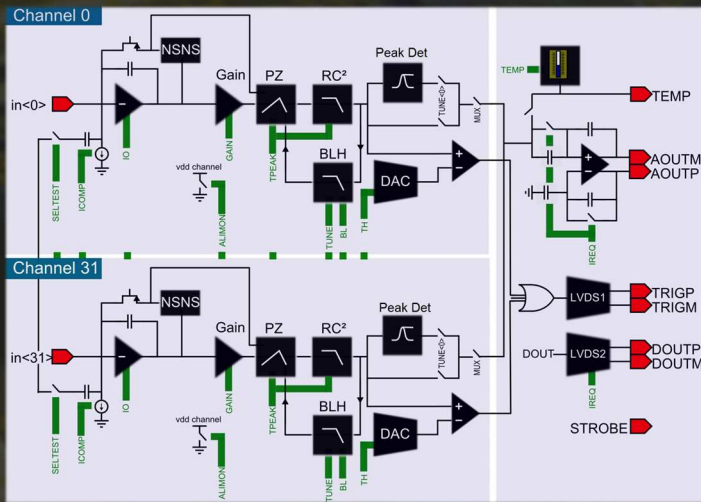 Channel 0
NSNS
in<0>
Gain
PZ
RC²
Peak Det
TUNE<0>
MUX
IO
GAIN
TPEAK
BLH
DAC
SELTEST
ICOMP
vdd channel
ALIMON
TUNE
BL
TH
TEMP
TEMP
AOUTM
AOUTP
IREQ
Channel 31
NSNS
in<31>
Gain
PZ
RC²
Peak Det
TUNE<0>
MUX
IO
GAIN
TPEAK
BLH
DAC
SELTEST
ICOMP
vdd channel
ALIMON
TUNE
BL
TH
LVDS1
TRIGP
TRIGM
DOUT
LVDS2
DOUTP
DOUTM
IREQ
STROBE